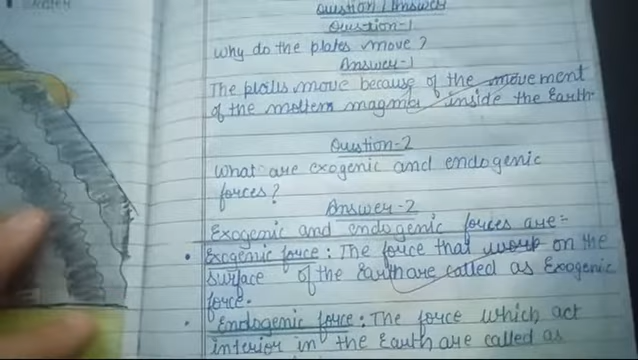 Question/Answer
Question-1
Why do the plates move?
Answer-1
The plates move because of the movement
of the molten magma inside the Earth.
Question-2
What are exogenic and endogenic
forces?
Answer-2
Exogenic and endogenic forces are:-
• Exogenic force: The force that work on the
surface of the Earth are called as Exogenic
force.
• Endogenic force: The force which act
interior in the Earth are called as